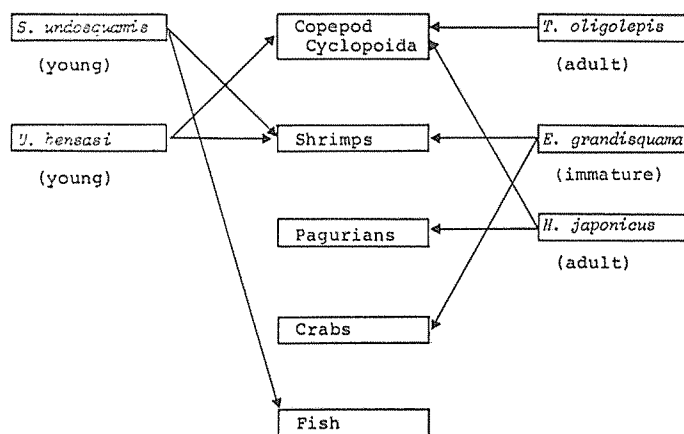 S. undosquamis
(young)
U. bensasi
(young)
Copepod
Cyclopoida
Shrimps
Pagurians
Crabs
Fish
T. oligolepis
(adult)
E. grandisquama
(immature)
H. japonicus
(adult)